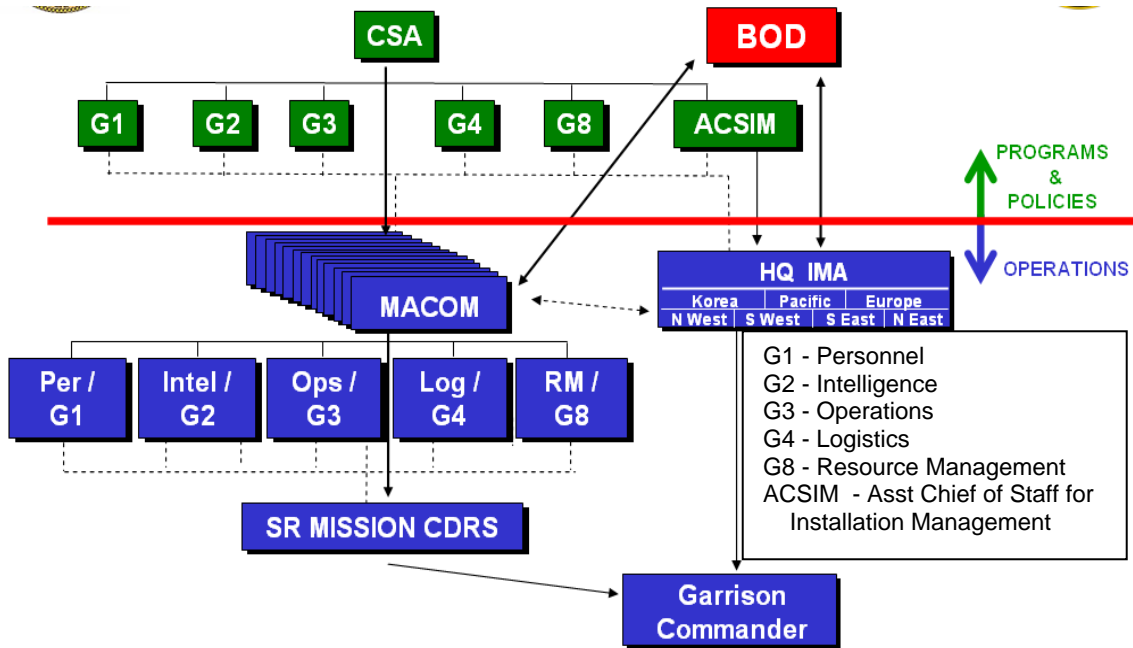 CSA
BOD
G1
G2
G3
G4
G8
ACSIM
PROGRAMS
&
POLICIES
OPERATIONS
MACOM
HQ IMA
Korea
Pacific
Europe
N West
S West
S East
N East
Per /
G1
Intel /
G2
Ops /
G3
Log /
G4
RM /
G8
G1 - Personnel
G2 - Intelligence
G3 - Operations
G4 - Logistics
G8 - Resource Management
ACSIM - Asst Chief of Staff for
Installation Management
SR MISSION CDRS
Garrison
Commander